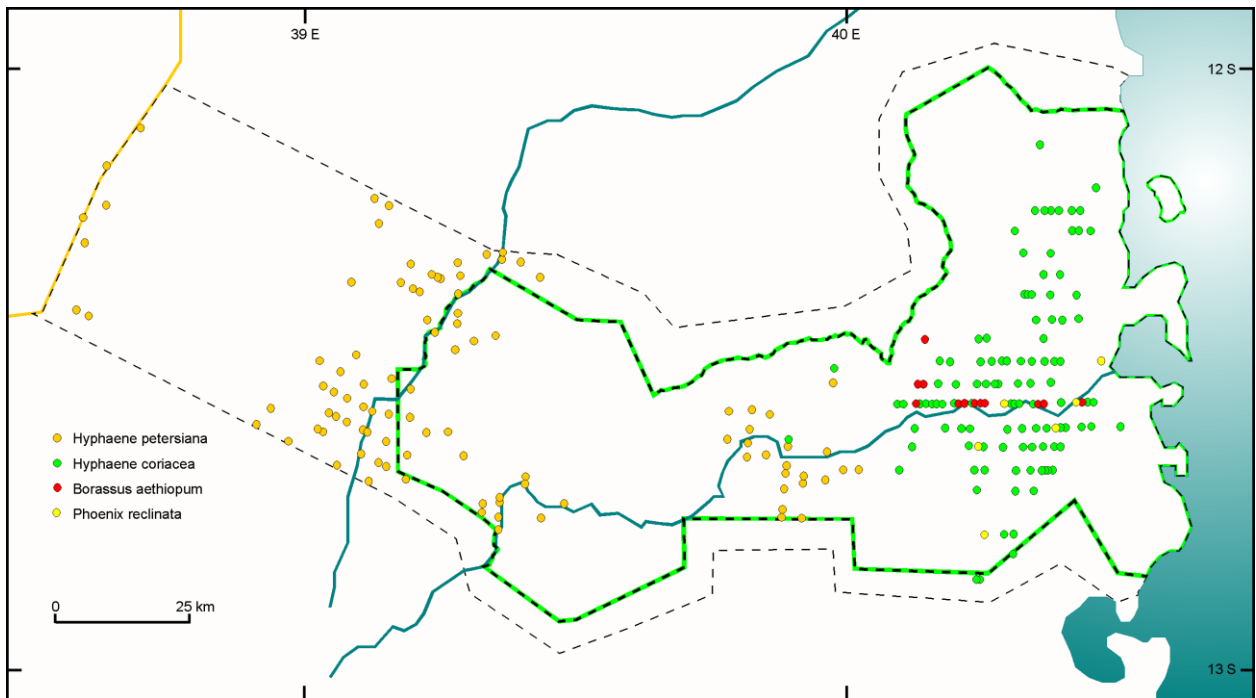 39 E
40 E
12 S
Hyphaene petersiana
Hyphaene coriacea
Borassus aethiopum
Phoenix reclinata
0 25 km
13 S